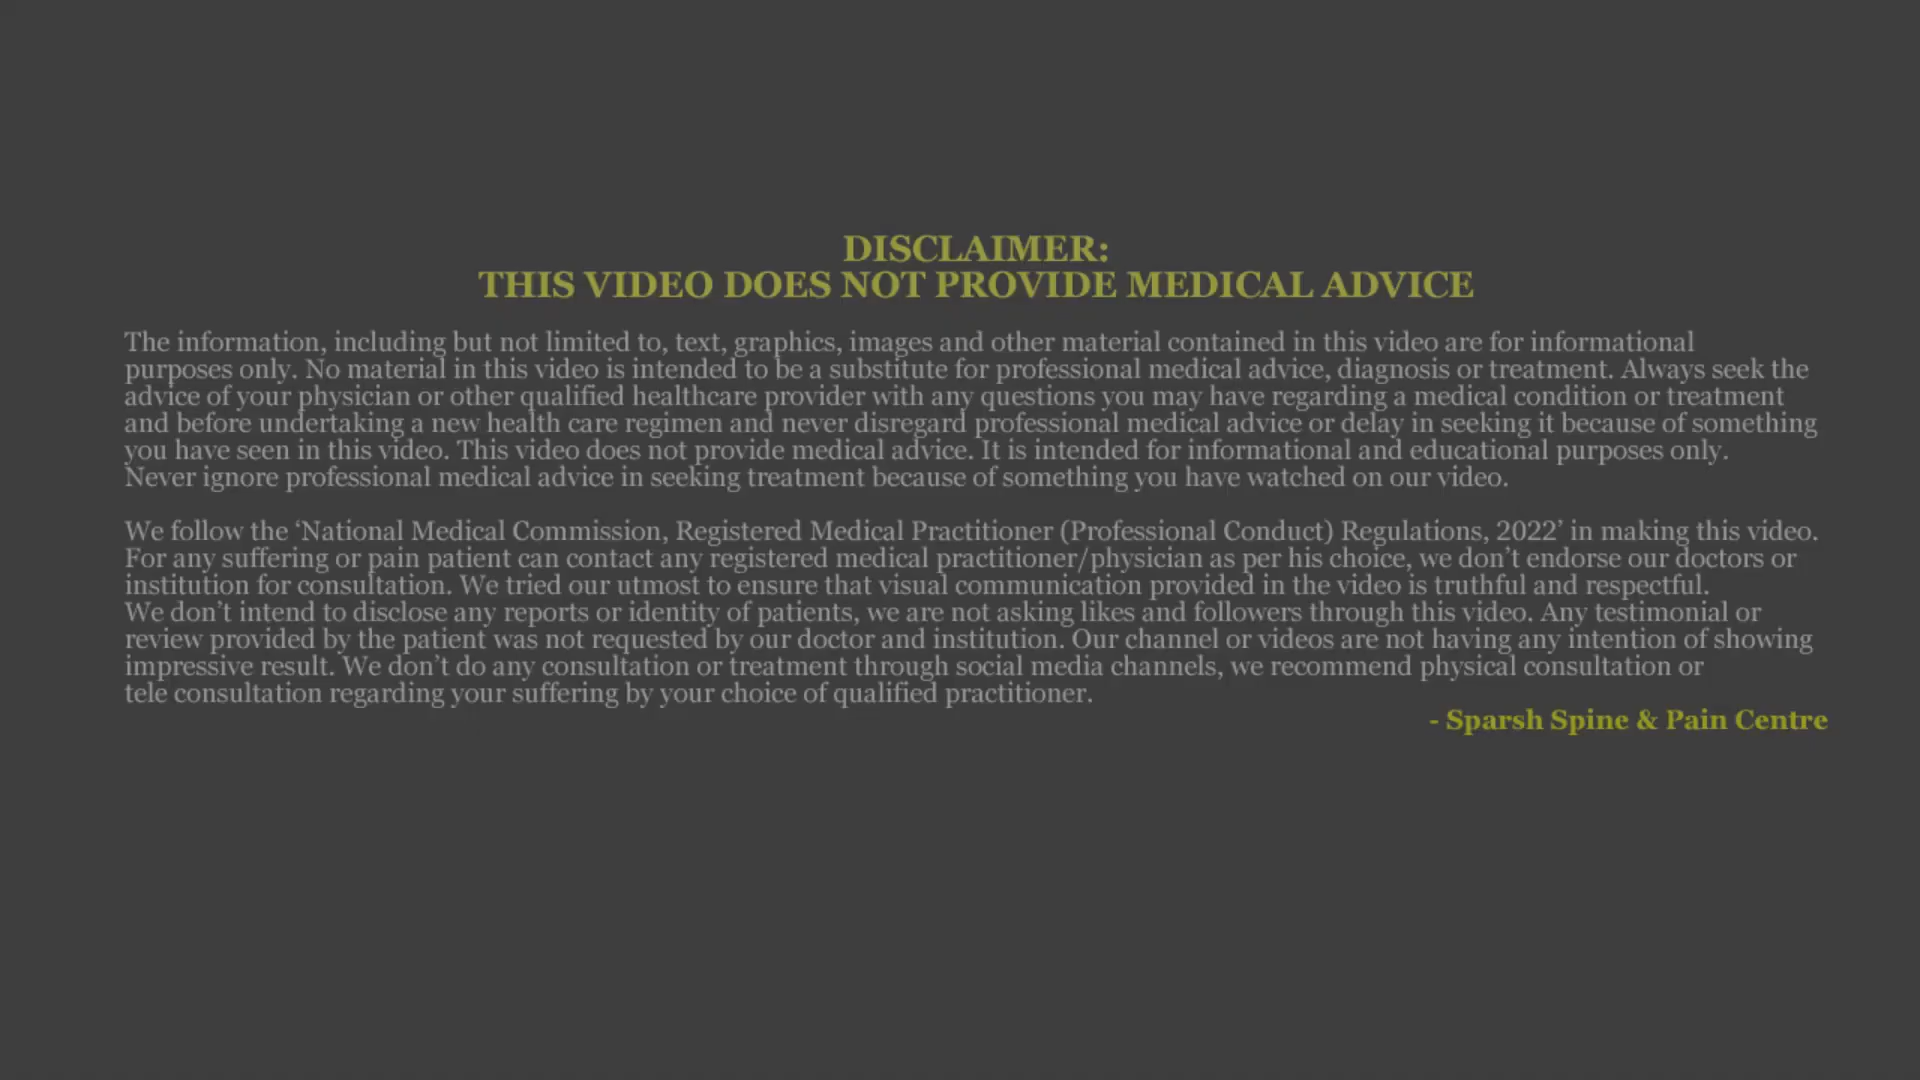 DISCLAIMER:
THIS VIDEO DOES NOT PROVIDE MEDICAL ADVICE
The information, including but not limited to, text, graphics, images and other material contained in this video are for informational
purposes only. No material in this video is intended to be a substitute for professional medical advice, diagnosis or treatment. Always seek the
advice of your physician or other qualified healthcare provider with any questions you may have regarding a medical condition or treatment
and before undertaking a new health care regimen and never disregard professional medical advice or delay in seeking it because of something
you have seen in this video. This video does not provide medical advice. It is intended for informational and educational purposes only.
Never ignore professional medical advice in seeking treatment because of something you have watched on our video.
We follow the ‘National Medical Commission, Registered Medical Practitioner (Professional Conduct) Regulations, 2022’ in making this video.
For any suffering or pain patient can contact any registered medical practitioner/physician as per his choice, we don’t endorse our doctors or
institution for consultation. We tried our utmost to ensure that visual communication provided in the video is truthful and respectful.
We don’t intend to disclose any reports or identity of patients, we are not asking likes and followers through this video. Any testimonial or
review provided by the patient was not requested by our doctor and institution. Our channel or videos are not having any intention of showing
impressive result. We don’t do any consultation or treatment through social media channels, we recommend physical consultation or
tele consultation regarding your suffering by your choice of qualified practitioner.
- Sparsh Spine & Pain Centre